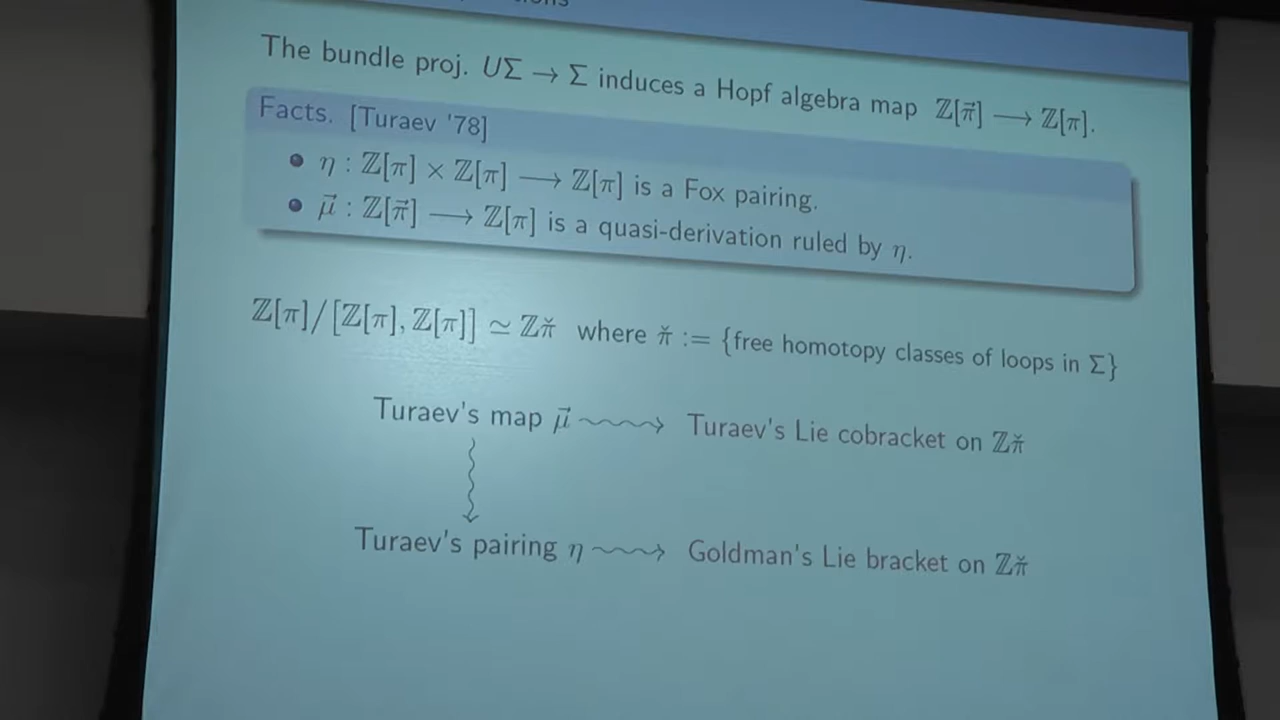 The bundle proj. UΣ → Σ induces a Hopf algebra map ℤ[π⃗] ⟶ ℤ[π].
Facts. [Turaev '78]
• η : ℤ[π] × ℤ[π] ⟶ ℤ[π] is a Fox pairing.
• μ⃗ : ℤ[π⃗] ⟶ ℤ[π] is a quasi-derivation ruled by η.
ℤ[π]/[ℤ[π], ℤ[π]] ≃ ℤπ̌ where π̌ := {free homotopy classes of loops in Σ}
Turaev's map μ⃗ ⟿ Turaev's Lie cobracket on ℤπ̌
Turaev's pairing η ⟿ Goldman's Lie bracket on ℤπ̌